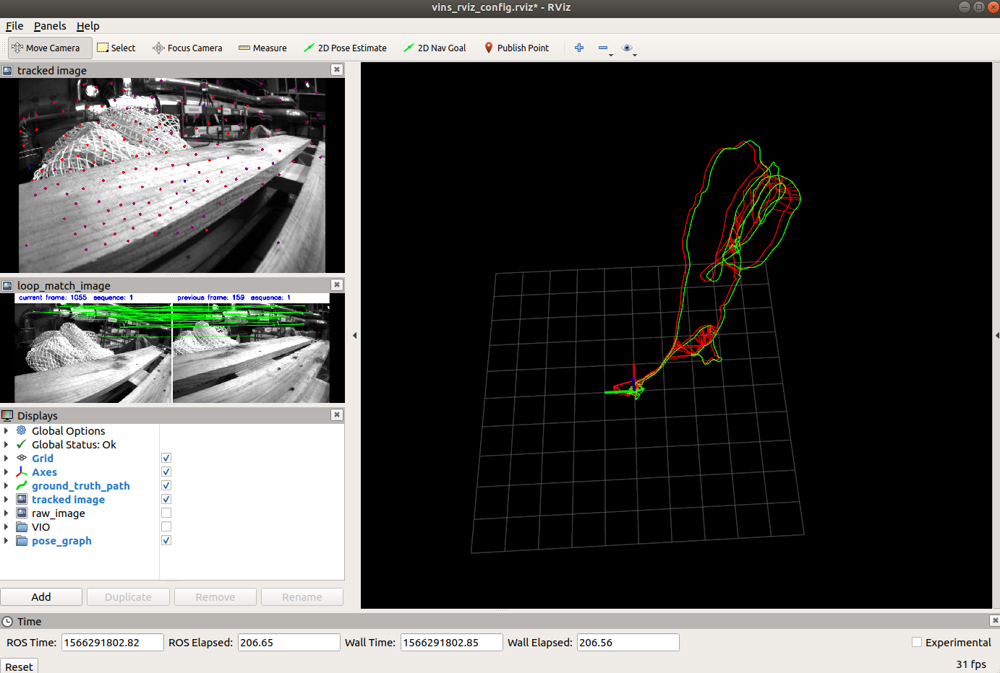 vins_rviz_config.rviz* - RViz
File Panels Help
Move Camera Select Focus Camera Measure 2D Pose Estimate 2D Nav Goal Publish Point
tracked image
loop_match_image
current frame: 1055 sequence: 1 previous frame: 159 sequence: 1
Displays
Global Options
Global Status: Ok
Grid
Axes
ground_truth_path
tracked image
raw_image
VIO
pose_graph
Add Duplicate Remove Rename
Time
ROS Time: 1566291802.82 ROS Elapsed: 206.65 Wall Time: 1566291802.85 Wall Elapsed: 206.56 Experimental
Reset 31 fps